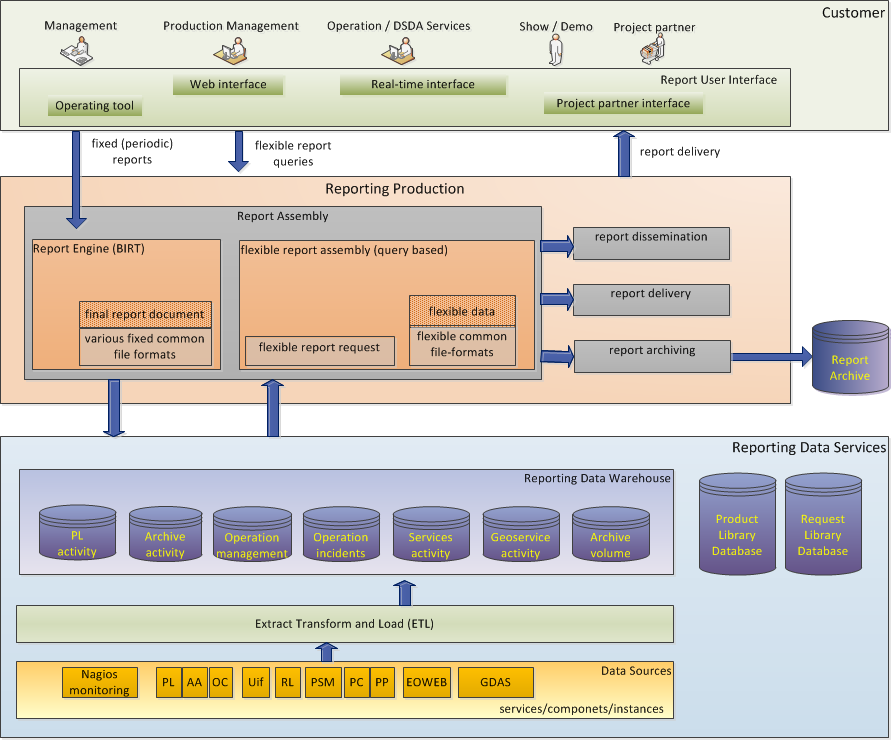 Customer
Management
Production Management
Operation / DSDA Services
Show / Demo
Project partner
Report User Interface
Web interface
Real-time interface
Operating tool
Project partner interface
fixed (periodic)
reports
flexible report
queries
report delivery
Reporting Production
Report Assembly
Report Engine (BIRT)
final report document
various fixed common
file formats
flexible report assembly (query based)
flexible report request
flexible data
flexible common
file-formats
report dissemination
report delivery
report archiving
Report
Archive
Reporting Data Services
Reporting Data Warehouse
PL
activity
Archive
activity
Operation
management
Operation
incidents
Services
activity
Geoservice
activity
Archive
volume
Product
Library
Database
Request
Library
Database
Extract Transform and Load (ETL)
Data Sources
Nagios
monitoring
PL
AA
OC
Uif
RL
PSM
PC
PP
EOWEB
GDAS
services/componets/instances